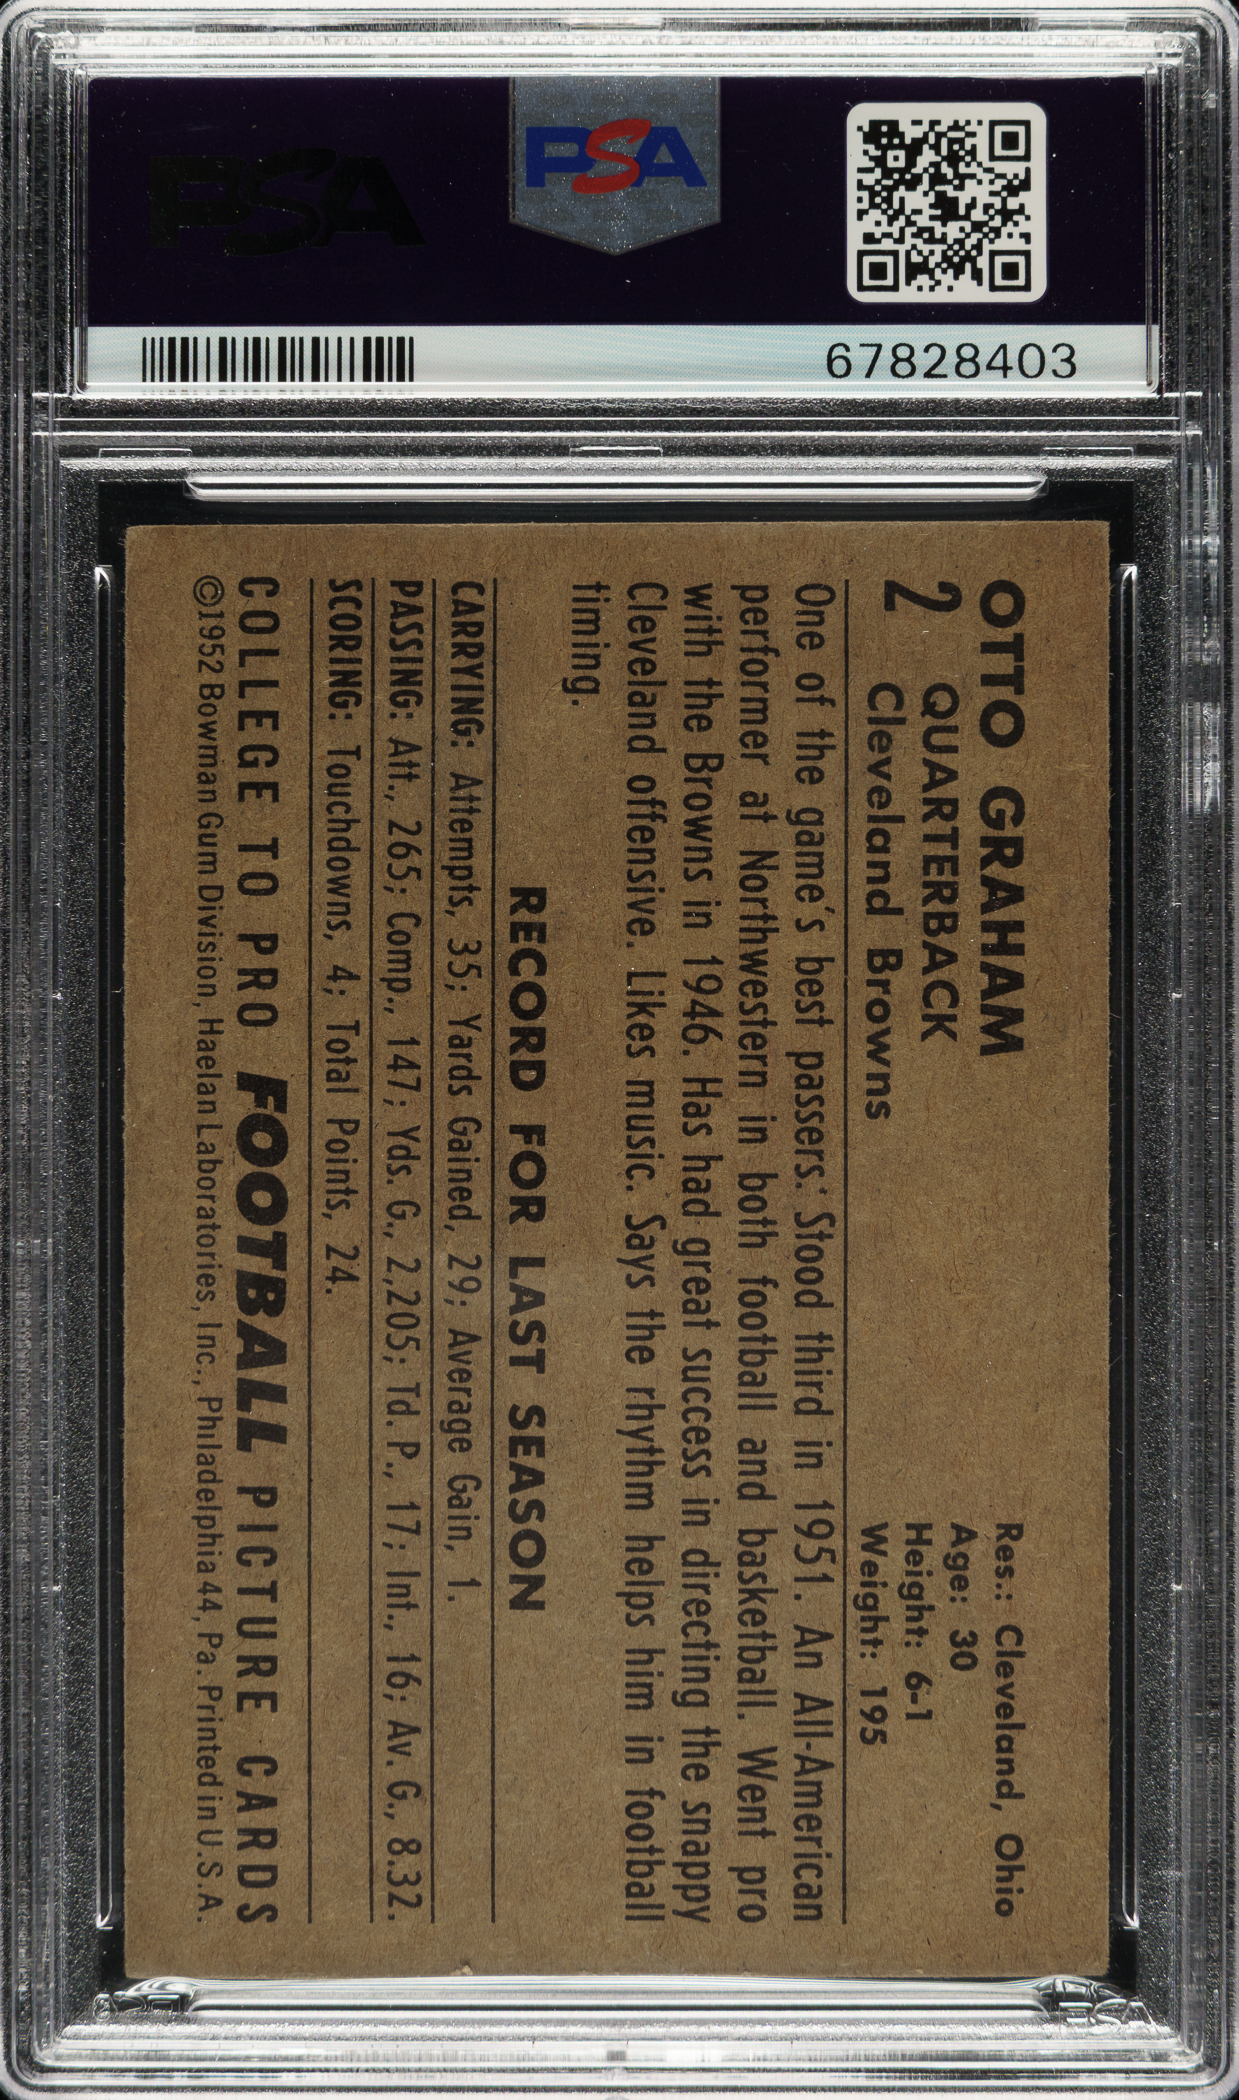 PSA
PSA
67828403
OTTO GRAHAM
2 QUARTERBACK
Cleveland Browns
Res.: Cleveland, Ohio
Age: 30
Height: 6-1
Weight: 195
One of the game's best passers. Stood third in 1951. An All-American
performer at Northwestern in both football and basketball. Went pro
with the Browns in 1946. Has had great success in directing the snappy
Cleveland offensive. Likes music. Says the rhythm helps him in football
timing.
RECORD FOR LAST SEASON
CARRYING: Attempts, 35; Yards Gained, 29; Average Gain, 1.
PASSING: Att., 265; Comp., 147; Yds. G., 2,205; Td. P., 17; Int., 16; Av. G., 8.32.
SCORING: Touchdowns, 4; Total Points, 24.
COLLEGE TO PRO FOOTBALL PICTURE CARDS
©1952 Bowman Gum Division, Haelan Laboratories, Inc., Philadelphia 44, Pa. Printed in U.S.A.
PSA